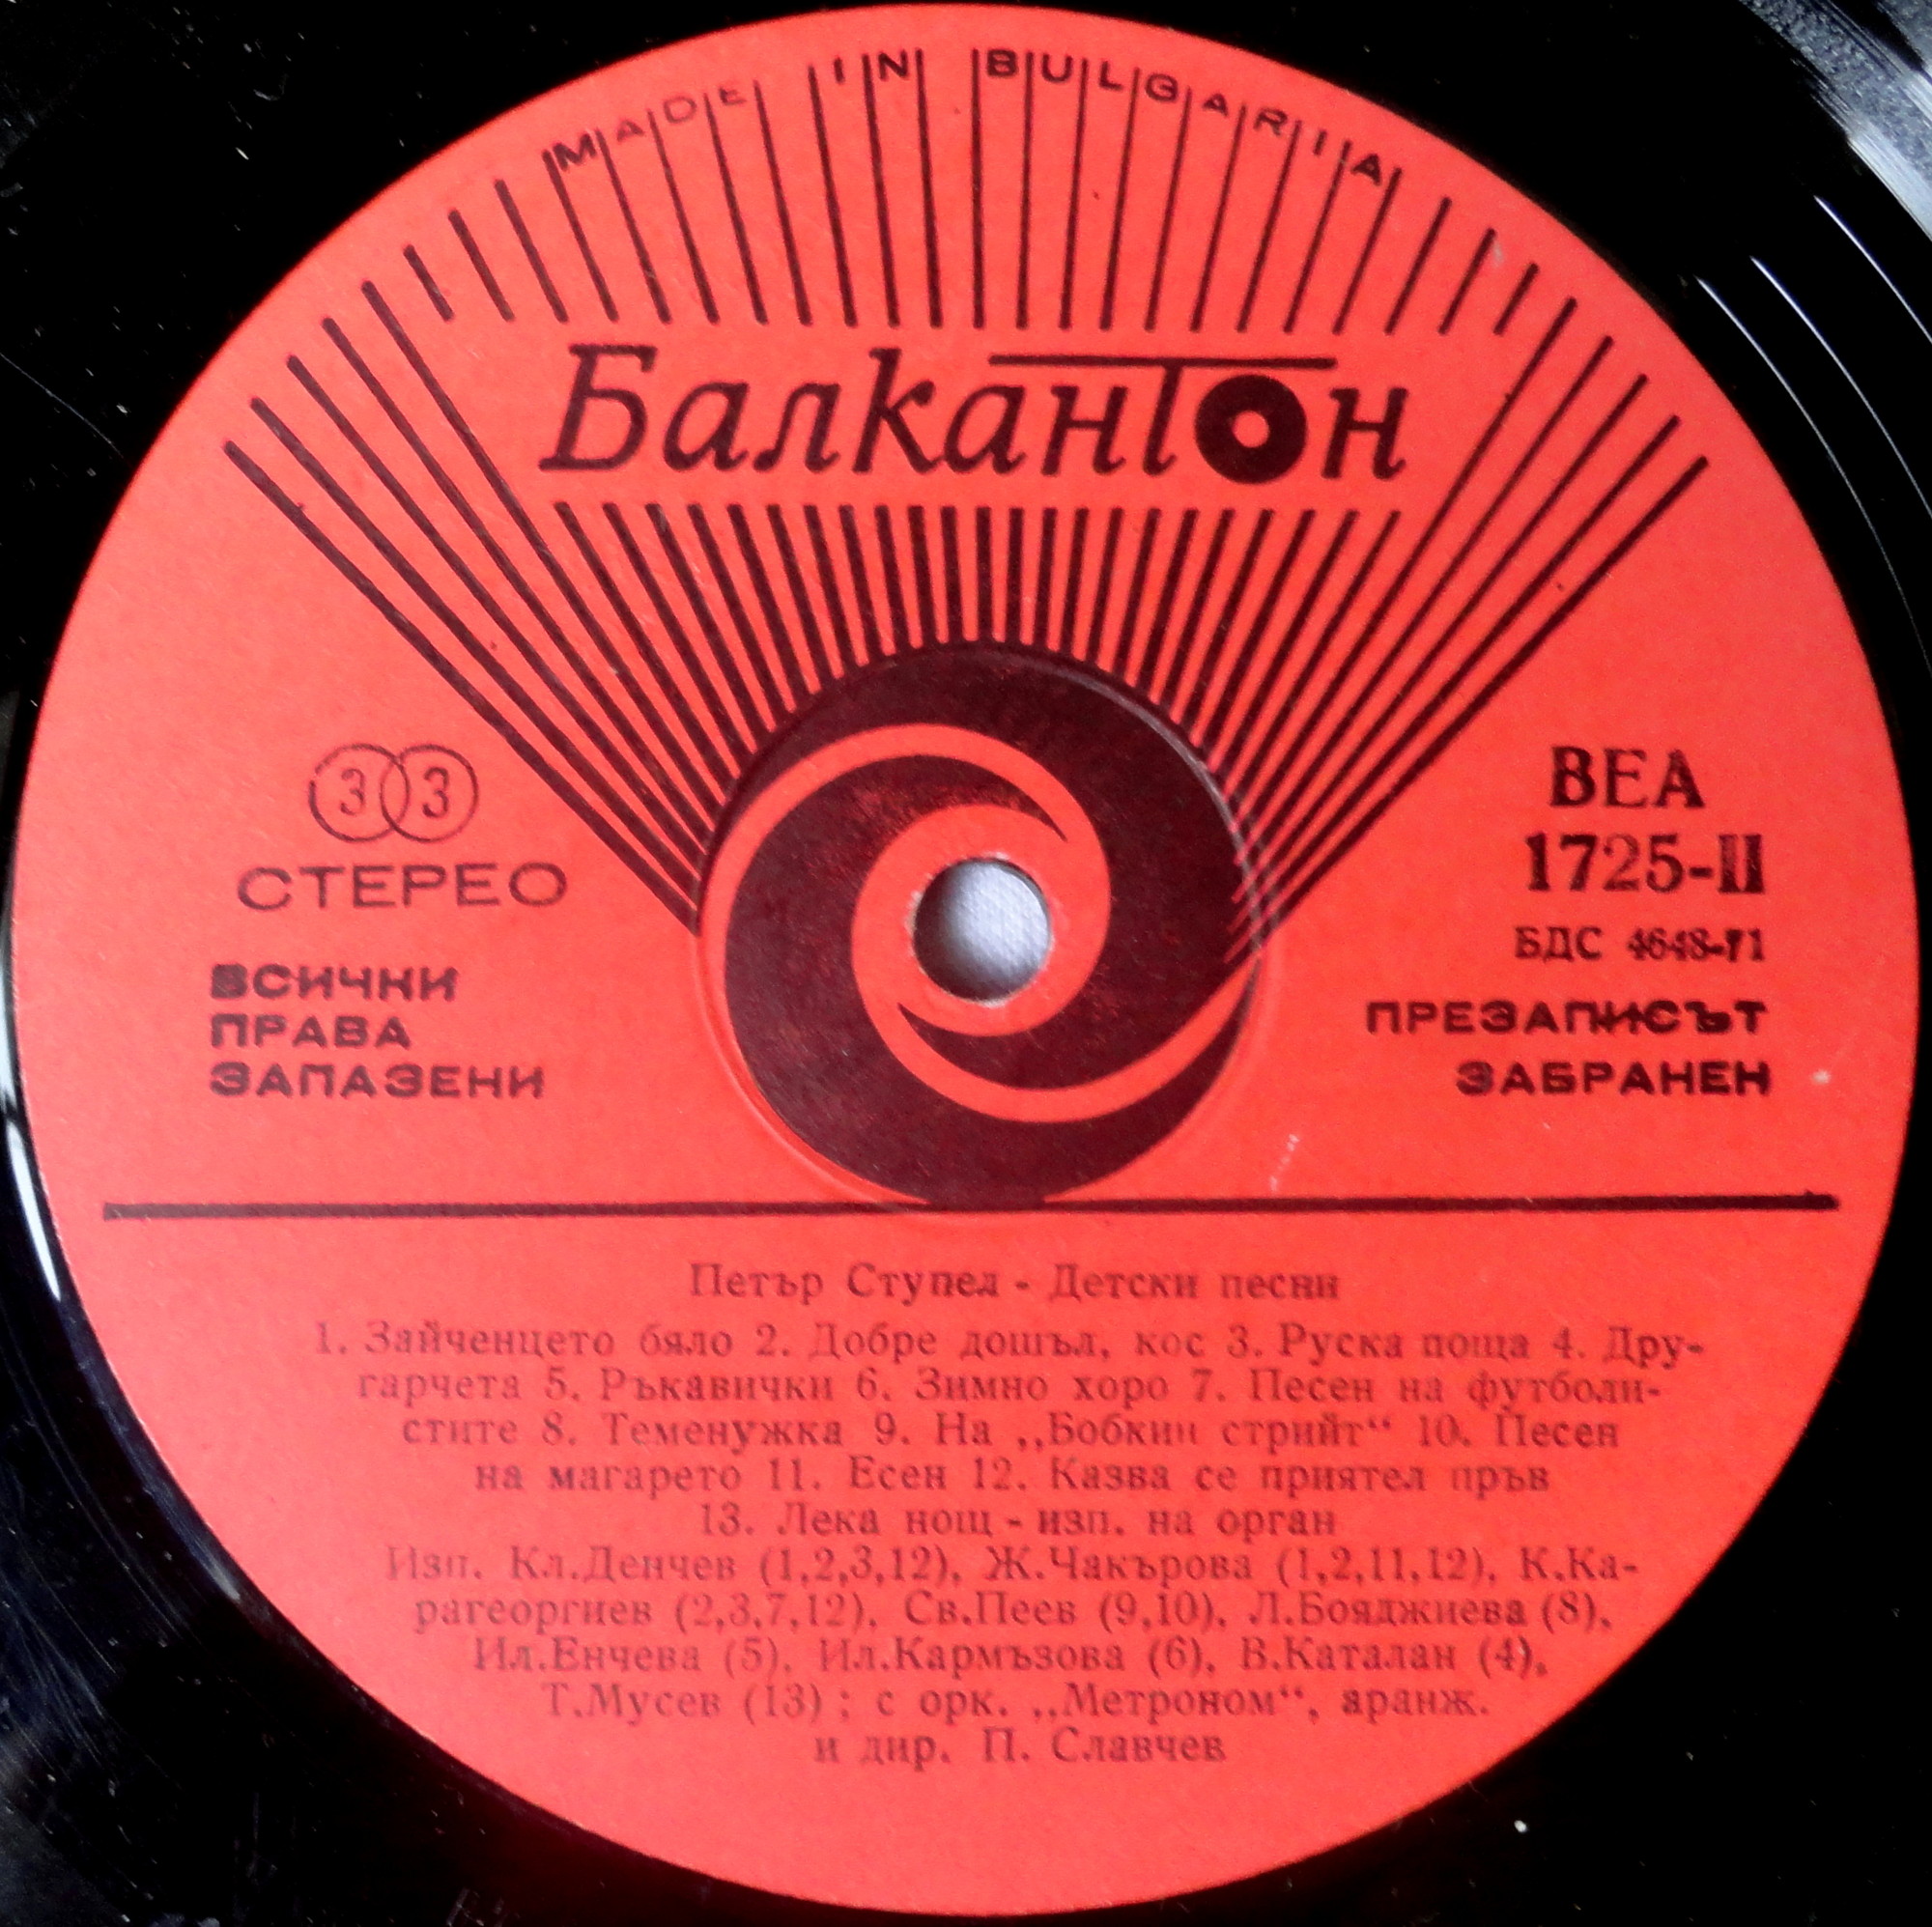 MADE IN BULGARIA
Балкантон
33
СТЕРЕО
ВСИЧКИ
ПРАВА
ЗАПАЗЕНИ
ВЕА
1725-II
БДС 4648-71
ПРЕЗАПИСЪТ
ЗАБРАНЕН
Петър Ступел - Детски песни
1. Зайченцето бяло 2. Добре дошъл, кос 3. Руска поща 4. Дру-
гарчета 5. Ръкавички 6. Зимно хоро 7. Песен на футболи-
стите 8. Теменужка 9. На „Бобкин стрийт“ 10. Песен
на магарето 11. Есен 12. Казва се приятел пръв
13. Лека нощ - изп. на орган
Изп. Кл.Денчев (1,2,3,12), Ж.Чакърова (1,2,11,12), К.Ка-
рагеоргиев (2,3,7,12), Св.Пеев (9,10), Л.Бояджиева (8),
Ил.Енчева (5), Ил.Кармъзова (6), В.Каталан (4),
Т.Мусев (13) ; с орк. „Метроном“, аранж.
и дир. П. Славчев